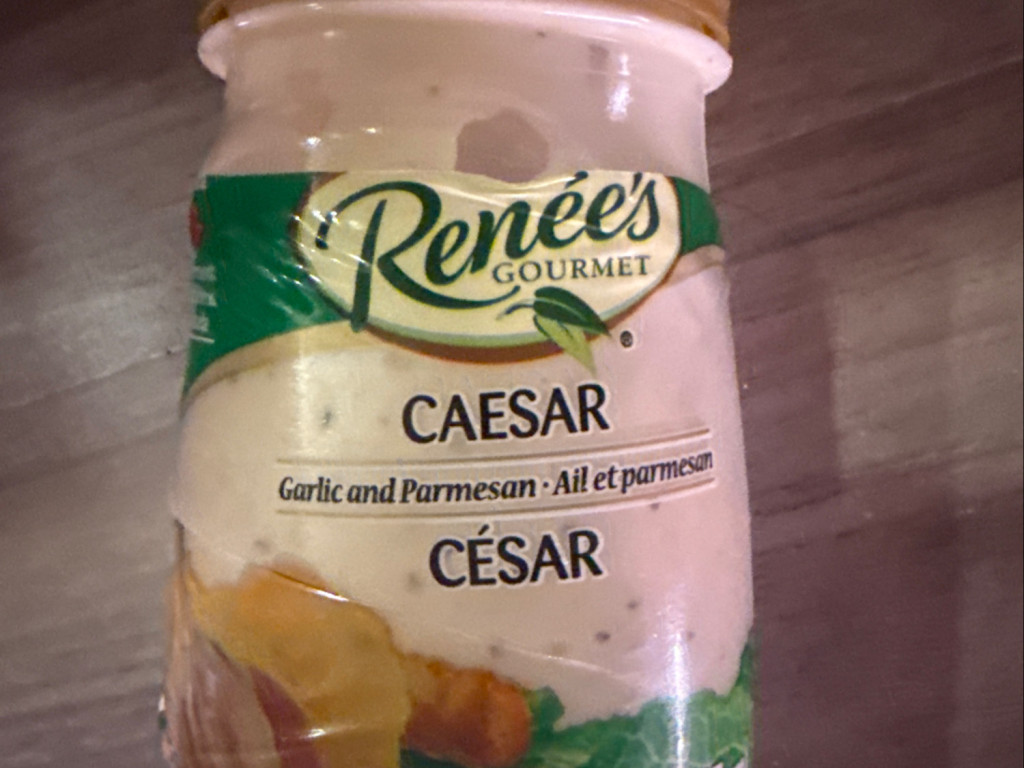 Renée's
GOURMET
®
CAESAR
Garlic and Parmesan · Ail et parmesan
CÉSAR